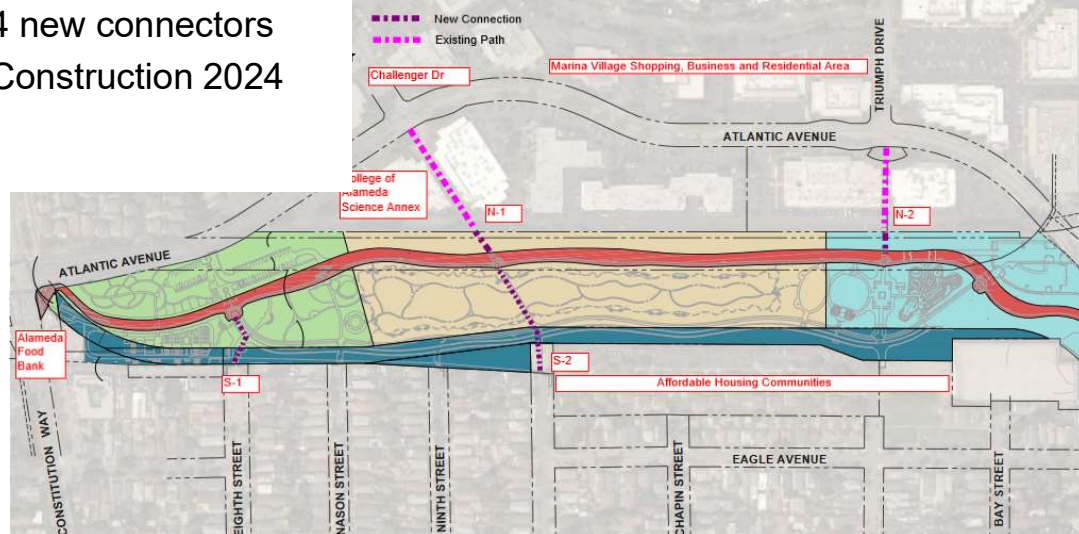 4 new connectors
Construction 2024
New Connection
Existing Path
Challenger Dr
Marina Village Shopping, Business and Residential Area
TRIUMPH DRIVE
ATLANTIC AVENUE
ollege of
Alameda
Science Annex
N-1
N-2
ATLANTIC AVENUE
Alameda
Food
Bank
S-1
S-2
Affordable Housing Communities
CONSTITUTION WAY
EIGHTH STREET
NASON STREET
NINTH STREET
CHAPIN STREET
EAGLE AVENUE
BAY STREET